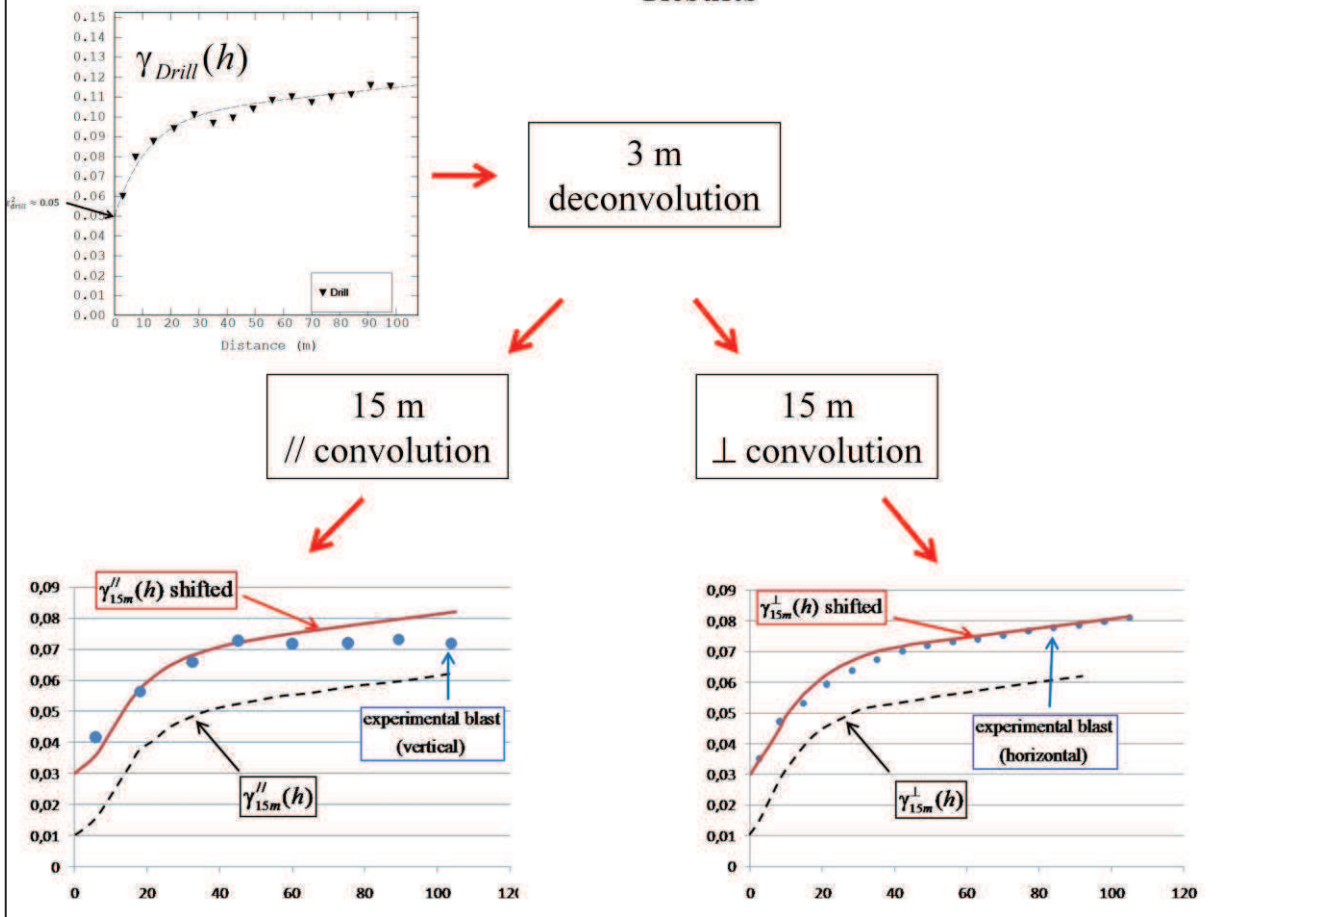 0.15
0.14
0.13
0.12
0.11
0.10
0.09
0.08
0.07
0.06
0.05
0.04
0.03
0.02
0.01
0.00
γ Drill (h)
≈ 0.05
Drill
0 10 20 30 40 50 60 70 80 90 100
Distance (m)
3 m
deconvolution
15 m
// convolution
15 m
⊥ convolution
0,09
0,08
0,07
0,06
0,05
0,04
0,03
0,02
0,01
0
γ//15m(h) shifted
experimental blast
(vertical)
γ//15m(h)
0 20 40 60 80 100 12
0,09
0,08
0,07
0,06
0,05
0,04
0,03
0,02
0,01
0
γ⊥15m(h) shifted
experimental blast
(horizontal)
γ⊥15m(h)
0 20 40 60 80 100 120